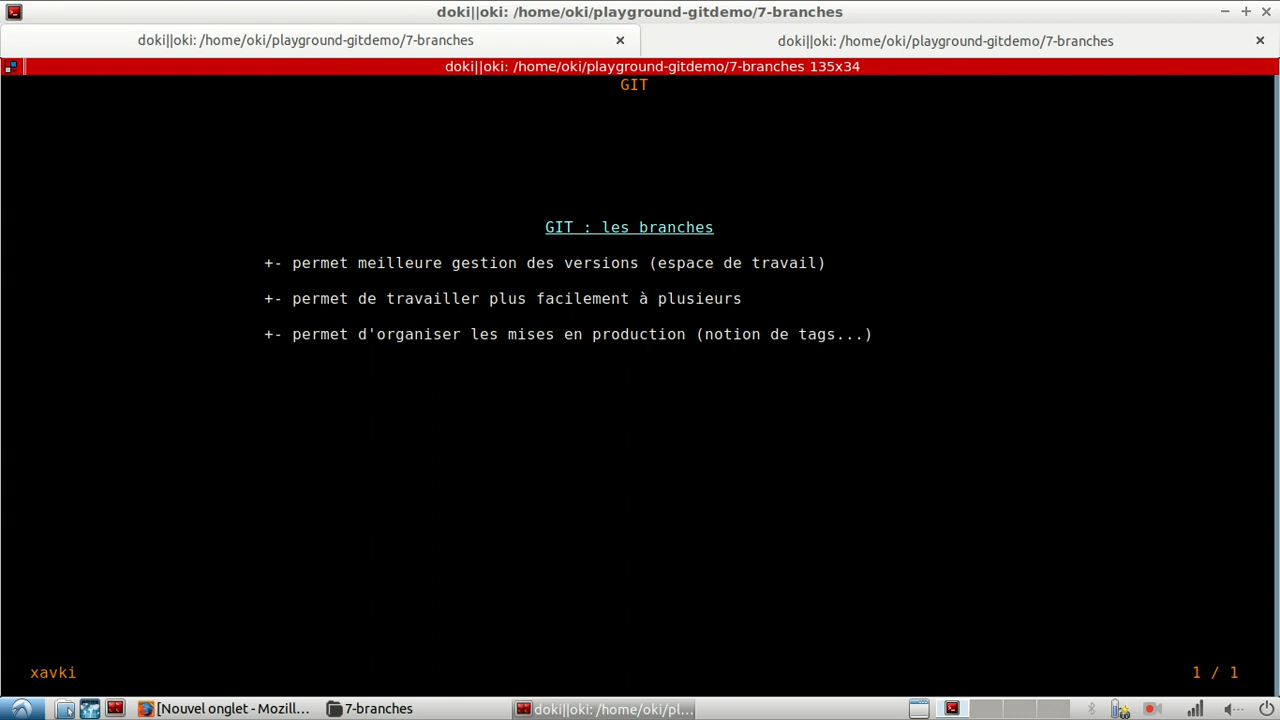 doki||oki: /home/oki/playground-gitdemo/7-branches
doki||oki: /home/oki/playground-gitdemo/7-branches
doki||oki: /home/oki/playground-gitdemo/7-branches
doki||oki: /home/oki/playground-gitdemo/7-branches 135x34
GIT
GIT : les branches
+- permet meilleure gestion des versions (espace de travail)
+- permet de travailler plus facilement à plusieurs
+- permet d'organiser les mises en production (notion de tags...)
xavki
1 / 1
[Nouvel onglet - Mozill...
7-branches
doki||oki: /home/oki/pl...